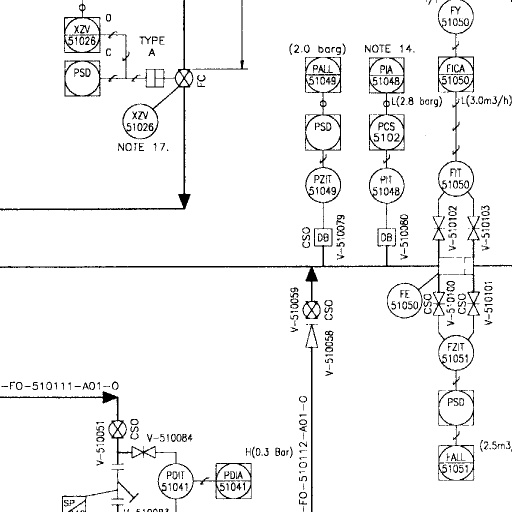 XZV
51026
O
C
TYPE
A
PSD
FC
XZV
51026
NOTE 17.
(2.0 barg)
NOTE 14.
PALL
51049
PIA
51048
L(2.8 barg)
PSD
PCS
5102
PZIT
51049
PIT
51048
CSO
DB
V-510079
DB
V-510080
FY
51050
FICA
51050
L(3.0m3/h)
FIT
51050
V-510102
V-510103
FE
51050
CSO
V-510100
CSO
V-510101
FZIT
51051
PSD
FALL
51051
(2.5m3/
V-510059
CSO
V-510058
-FO-510111-A01-O
V-510051
CSO
V-510084
H(0.3 Bar)
PDIT
51041
PDIA
51041
-FO-510112-A01-O
SP
V-510083